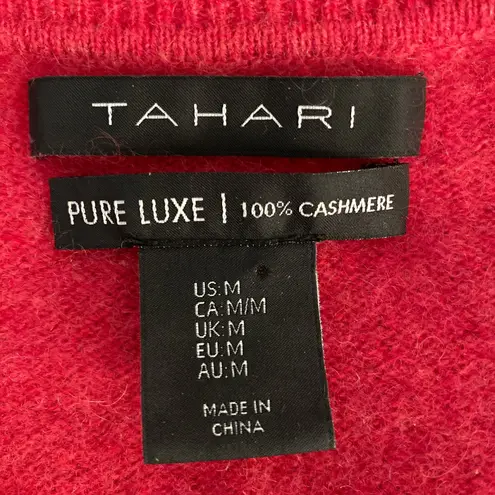 TAHARI
PURE LUXE | 100% CASHMERE
US:M
CA:M/M
UK:M
EU:M
AU:M
MADE IN
CHINA